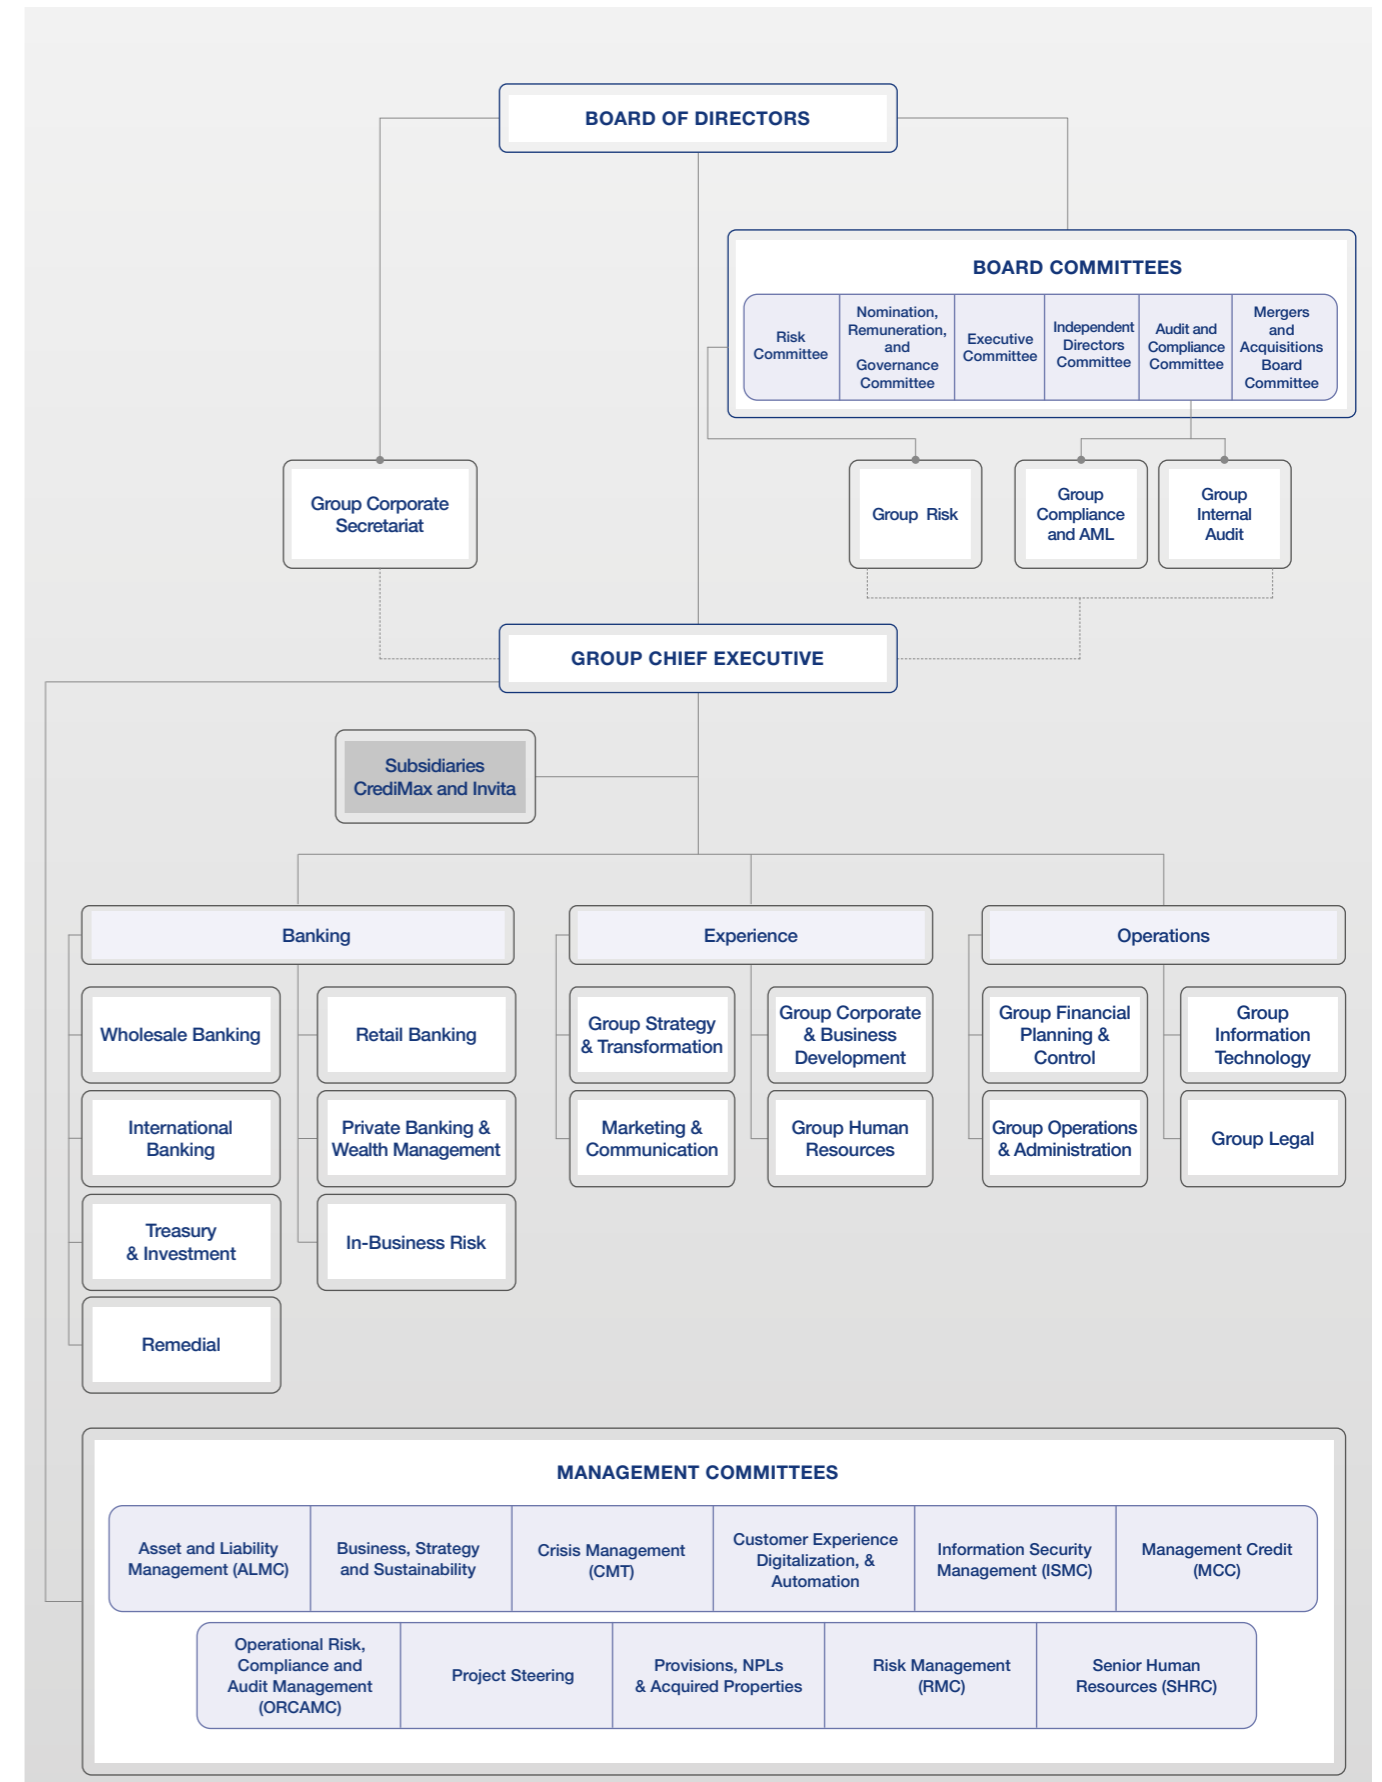 BOARD OF DIRECTORS
BOARD COMMITTEES
Risk
Committee
Nomination,
Remuneration,
and
Governance
Committee
Executive
Committee
Independent
Directors
Committee
Audit and
Compliance
Committee
Mergers
and
Acquisitions
Board
Committee
Group Corporate
Secretariat
Group Risk
Group
Compliance
and AML
Group
Internal
Audit
GROUP CHIEF EXECUTIVE
Subsidiaries
CrediMax and Invita
Banking
Wholesale Banking
Retail Banking
International
Banking
Private Banking &
Wealth Management
Treasury
& Investment
In-Business Risk
Remedial
Experience
Group Strategy
& Transformation
Group Corporate
& Business
Development
Marketing &
Communication
Group Human
Resources
Operations
Group Financial
Planning &
Control
Group
Information
Technology
Group Operations
& Administration
Group Legal
MANAGEMENT COMMITTEES
Asset and Liability
Management (ALMC)
Business, Strategy
and Sustainability
Crisis Management
(CMT)
Customer Experience
Digitalization, &
Automation
Information Security
Management (ISMC)
Management Credit
(MCC)
Operational Risk,
Compliance and
Audit Management
(ORCAMC)
Project Steering
Provisions, NPLs
& Acquired Properties
Risk Management
(RMC)
Senior Human
Resources (SHRC)